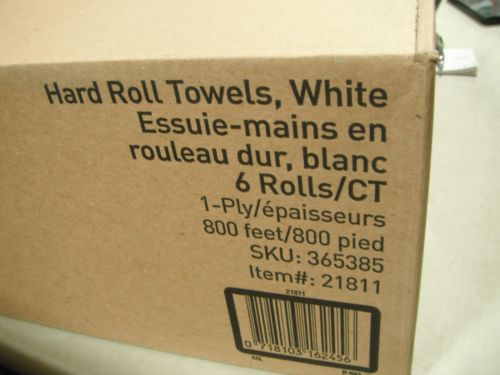 Hard Roll Towels, White
Essuie-mains en
rouleau dur, blanc
6 Rolls/CT
1-Ply/épaisseurs
800 feet/800 pied
SKU: 365385
Item#: 21811
21811
0 718103 162456